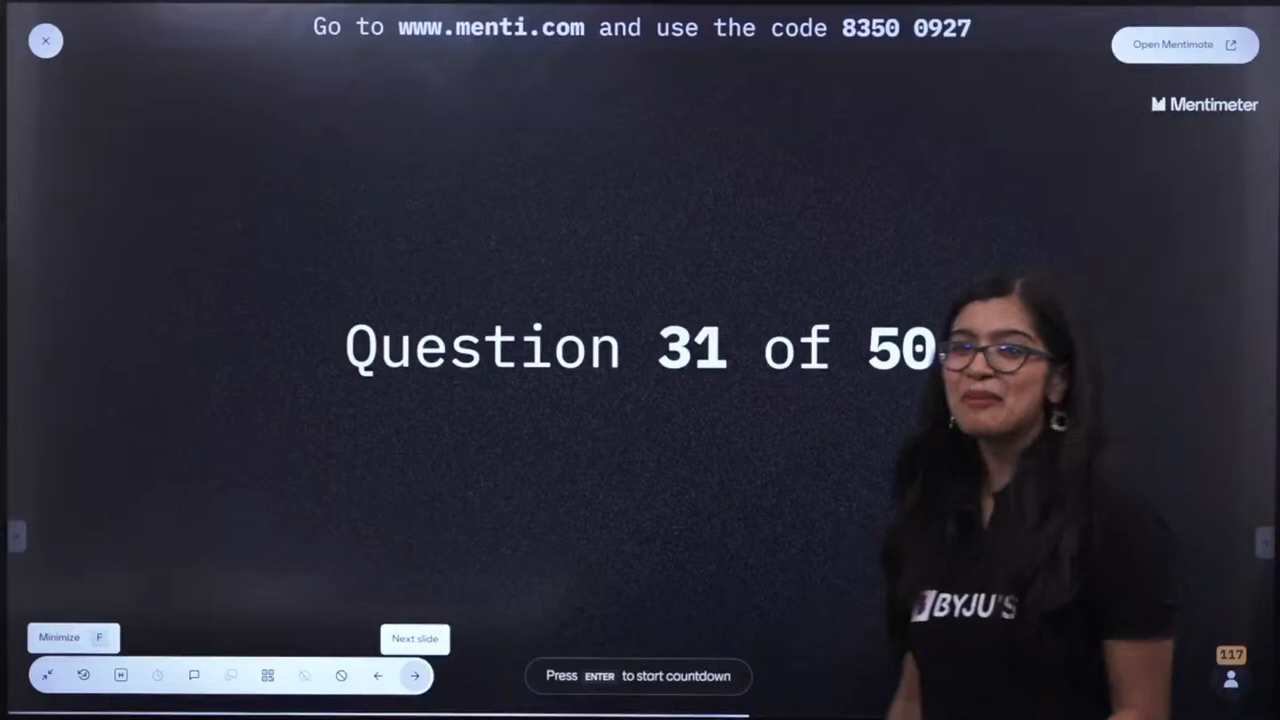 Go to www.menti.com and use the code 8350 0927
Open Mentimote
Mentimeter
Question 31 of 50
BYJU'S
Minimize F
Next slide
H
Press ENTER to start countdown
117